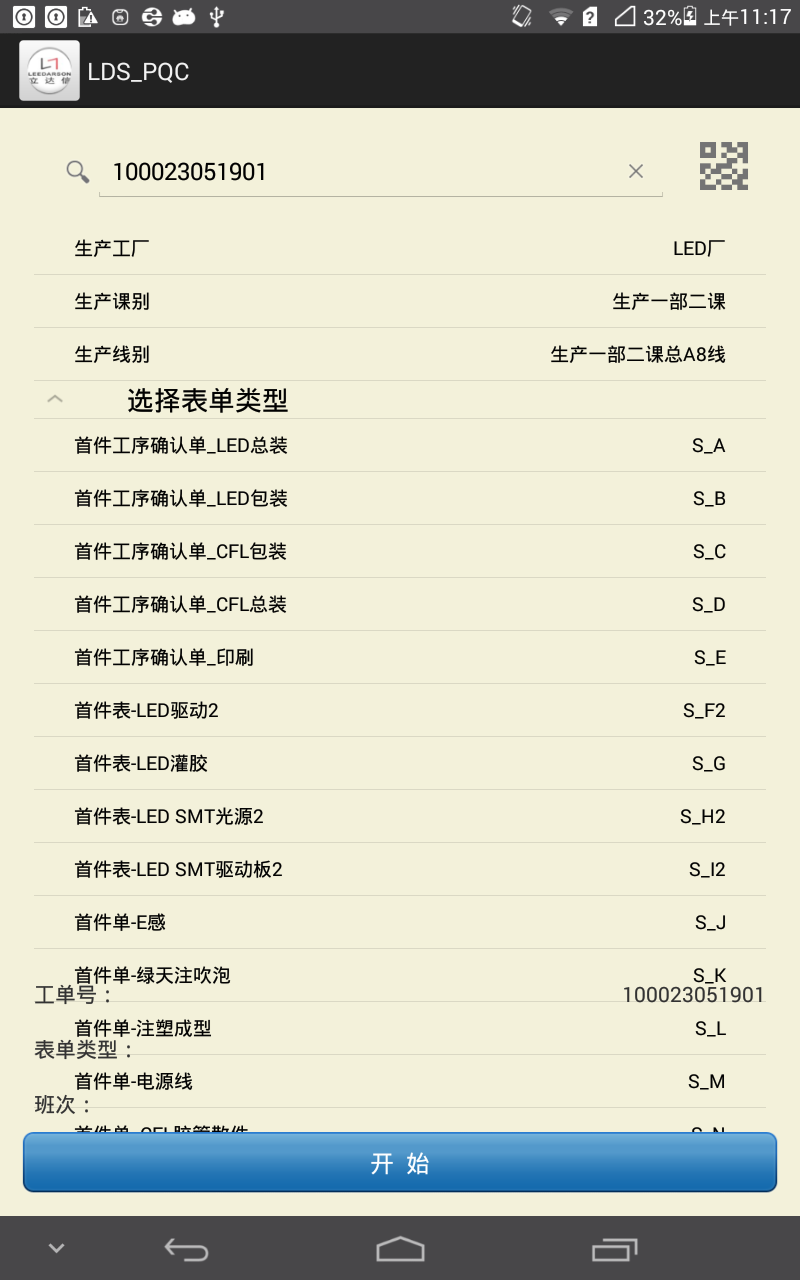 32% 上午11:17
LEEDARSON
立达信
LDS_PQC
100023051901
生产工厂 LED厂
生产课别 生产一部二课
生产线别 生产一部二课总A8线
选择表单类型
首件工序确认单_LED总装 S_A
首件工序确认单_LED包装 S_B
首件工序确认单_CFL包装 S_C
首件工序确认单_CFL总装 S_D
首件工序确认单_印刷 S_E
首件表-LED驱动2 S_F2
首件表-LED灌胶 S_G
首件表-LED SMT光源2 S_H2
首件表-LED SMT驱动板2 S_I2
首件单-E感 S_J
首件单-绿天注吹泡 S_K
工单号： 100023051901
首件单-注塑成型 S_L
表单类型：
首件单-电源线 S_M
班次：
开 始